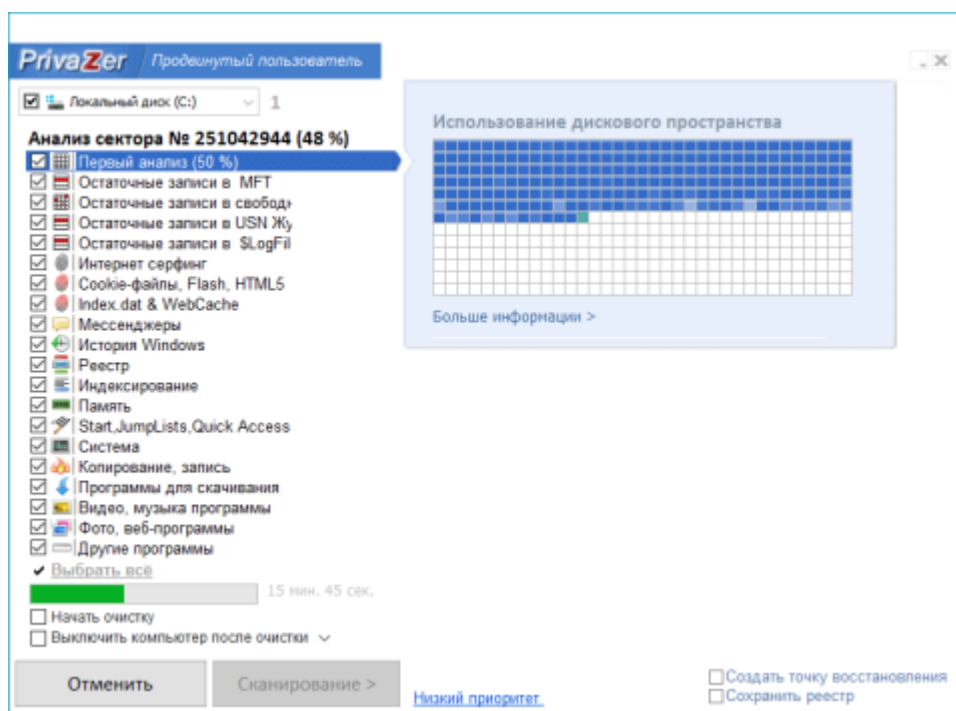 PrivaZer Продвинутый пользователь
Локальный диск (C:) 1
Анализ сектора № 251042944 (48 %)
Первый анализ (50 %)
Остаточные записи в MFT
Остаточные записи в свобод
Остаточные записи в USN Жу
Остаточные записи в $LogFil
Интернет серфинг
Cookie-файлы, Flash, HTML5
Index.dat & WebCache
Мессенджеры
История Windows
Реестр
Индексирование
Память
Start,JumpLists,Quick Access
Система
Копирование, запись
Программы для скачивания
Видео, музыка программы
Фото, веб-программы
Другие программы
Выбрать всё
15 мин. 45 сек.
Начать очистку
Выключить компьютер после очистки
Отменить
Сканирование >
Использование дискового пространства
Больше информации >
Низкий приоритет
Создать точку восстановления
Сохранить реестр